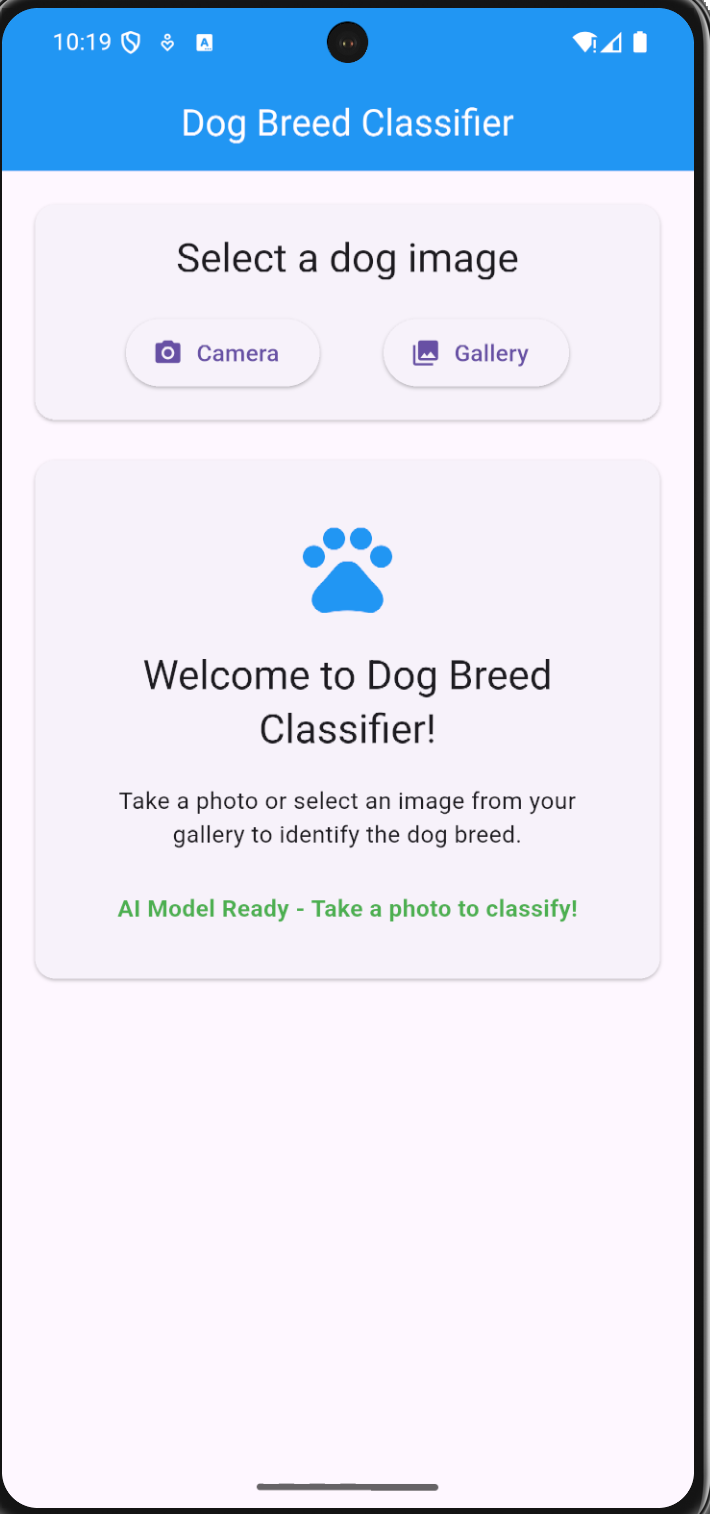 10:19
Dog Breed Classifier
Select a dog image
Camera
Gallery
Welcome to Dog Breed
Classifier!
Take a photo or select an image from your
gallery to identify the dog breed.
AI Model Ready - Take a photo to classify!